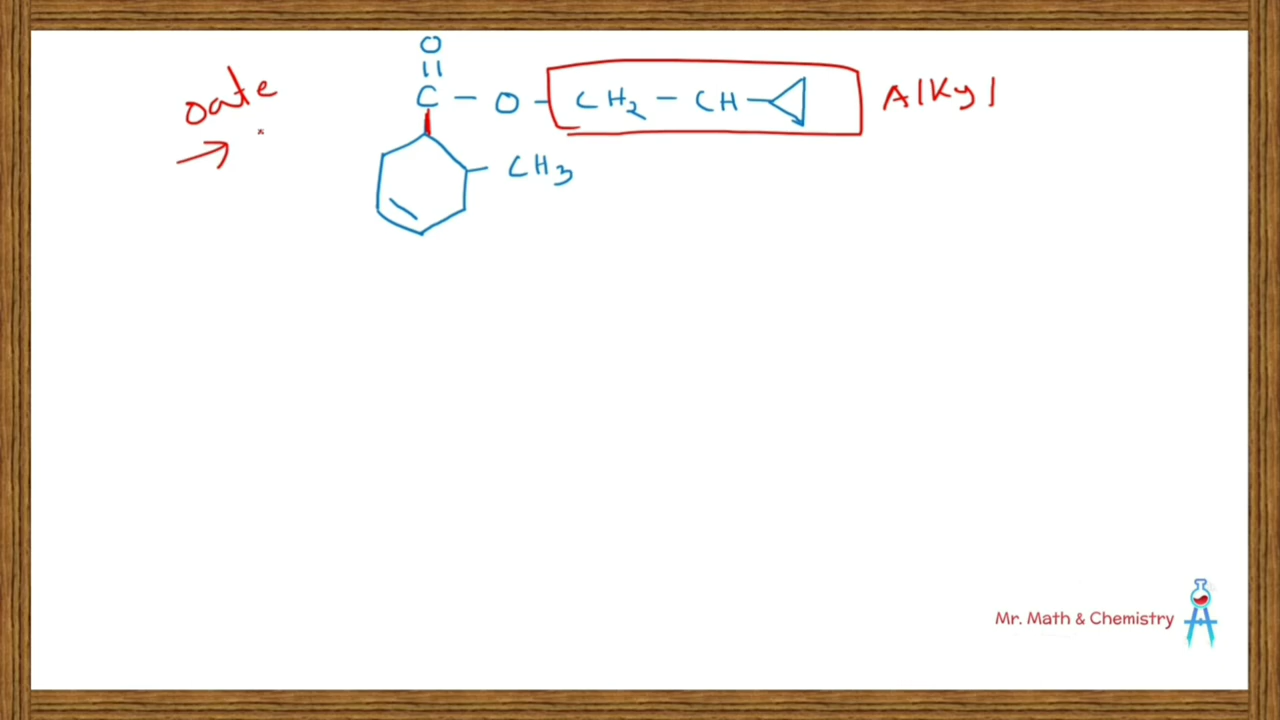 oate
→
O
||
C – O – CH₂ – CH
Alkyl
CH₃
Mr. Math & Chemistry